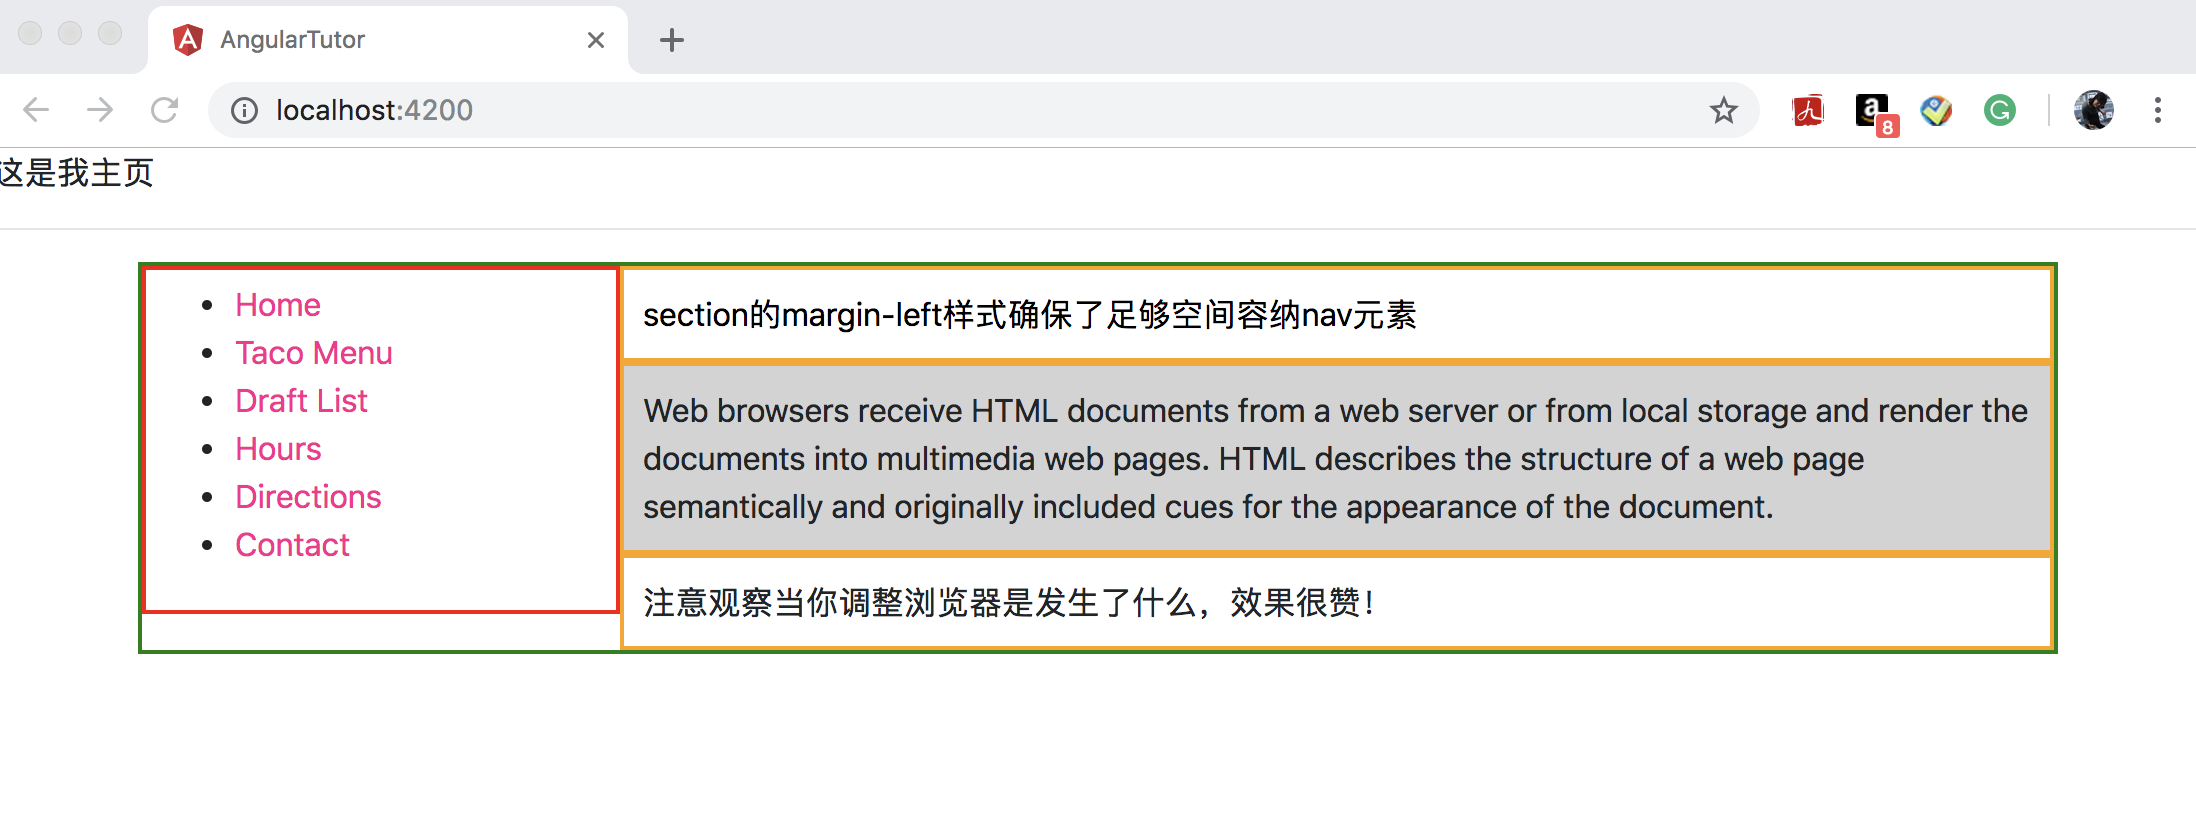 AngularTutor
localhost:4200
8
这是我主页
Home
Taco Menu
Draft List
Hours
Directions
Contact
section的margin-left样式确保了足够空间容纳nav元素
Web browsers receive HTML documents from a web server or from local storage and render the
documents into multimedia web pages. HTML describes the structure of a web page
semantically and originally included cues for the appearance of the document.
注意观察当你调整浏览器是发生了什么，效果很赞！